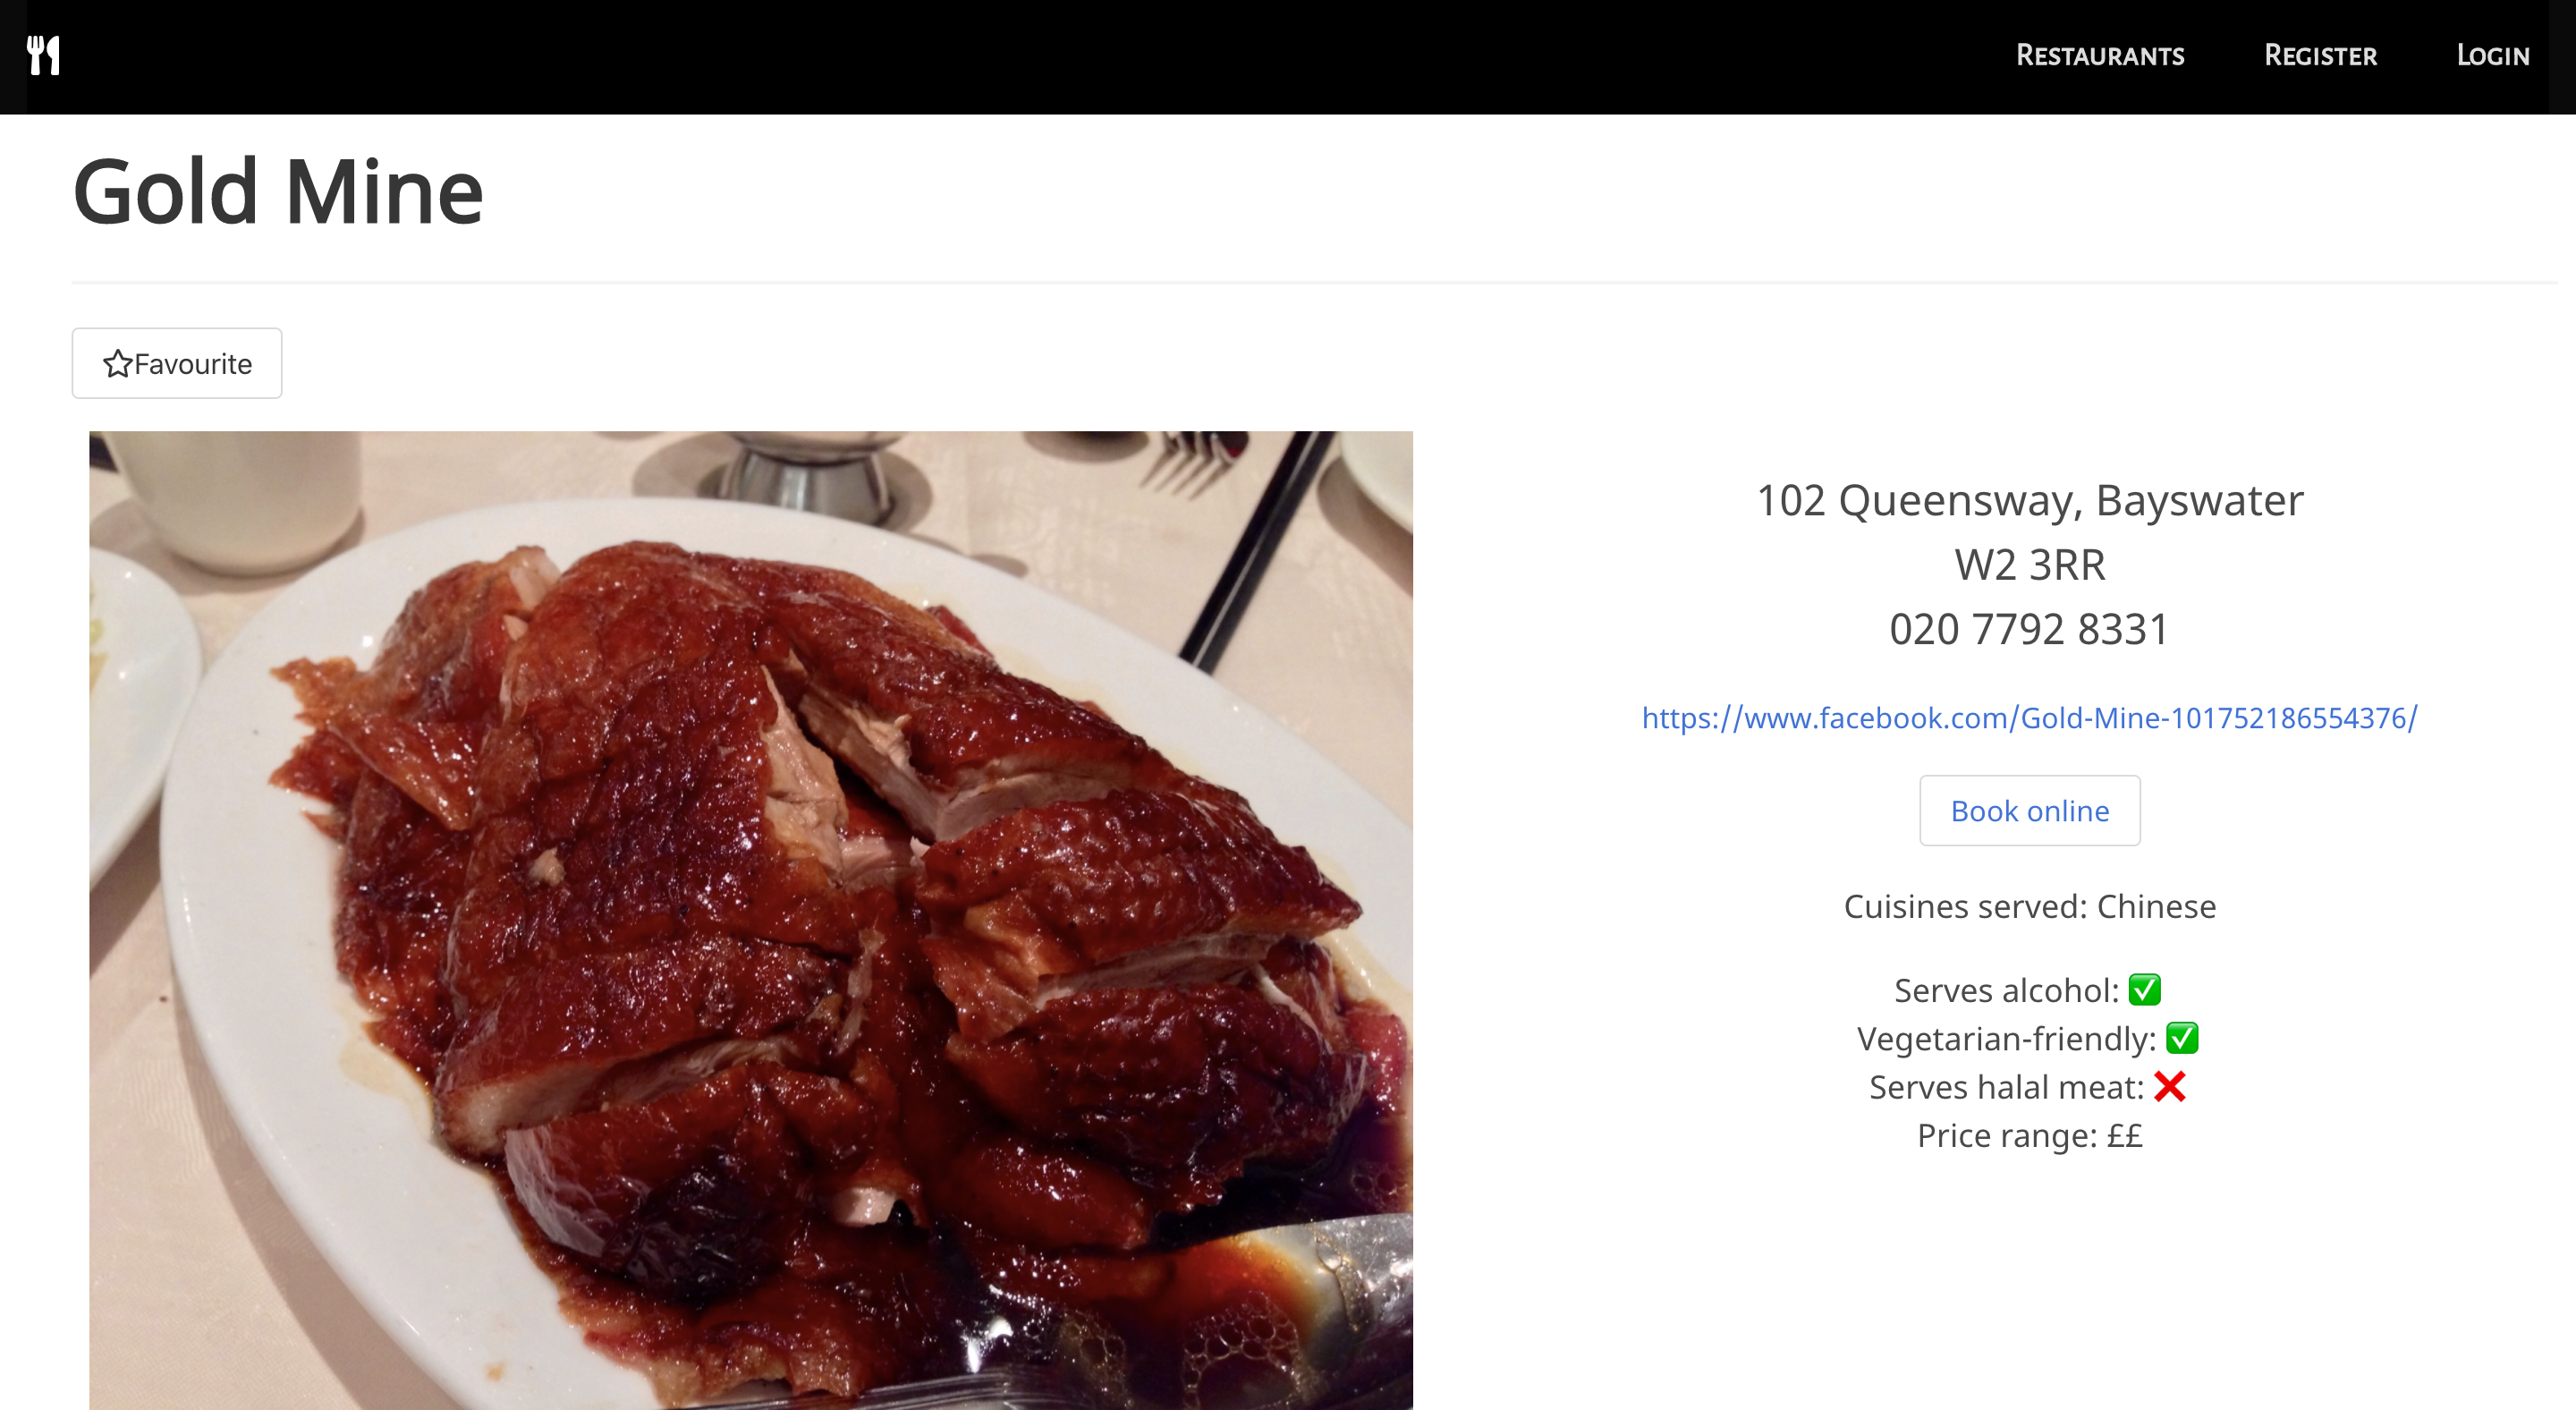 Restaurants
Register
Login
Gold Mine
Favourite
102 Queensway, Bayswater
W2 3RR
020 7792 8331
https://www.facebook.com/Gold-Mine-101752186554376/
Book online
Cuisines served: Chinese
Serves alcohol: ✅
Vegetarian-friendly: ✅
Serves halal meat: ❌
Price range: ££